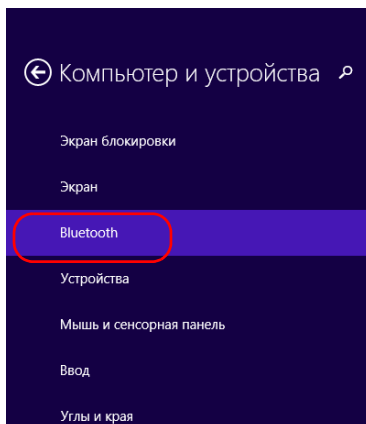 Компьютер и устройства
Экран блокировки
Экран
Bluetooth
Устройства
Мышь и сенсорная панель
Ввод
Углы и края